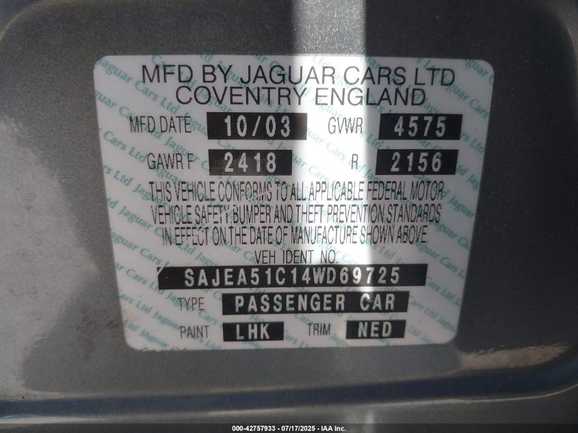 MFD BY JAGUAR CARS LTD
COVENTRY ENGLAND
MFD DATE 10/03 GVWR 4575
GAWR F 2418 R 2156
THIS VEHICLE CONFORMS TO ALL APPLICABLE FEDERAL MOTOR
VEHICLE SAFETY BUMPER AND THEFT PREVENTION STANDARDS
IN EFFECT ON THE DATE OF MANUFACTURE SHOWN ABOVE
VEH IDENT NO.
SAJEA51C14WD69725
TYPE PASSENGER CAR
PAINT LHK TRIM NED
000-42757933 - 07/17/2025 - IAAI.COM